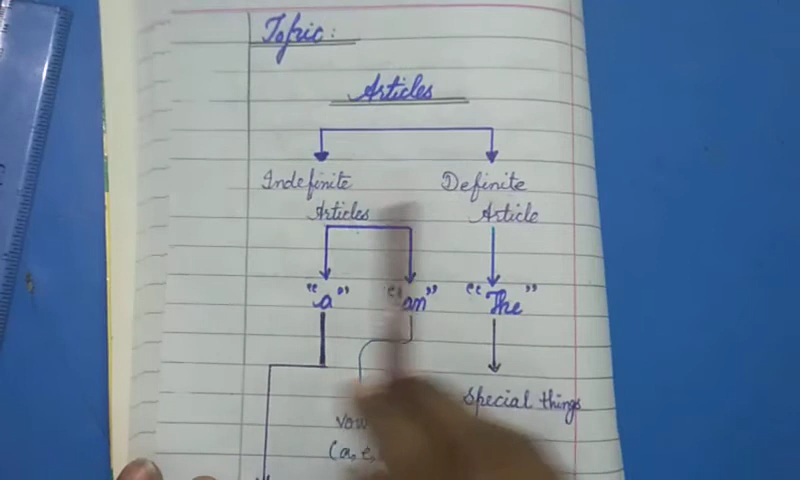 Topic:
Articles
Indefinite Definite
Articles Article
"a" "an" "The"
Special things
(a, e,